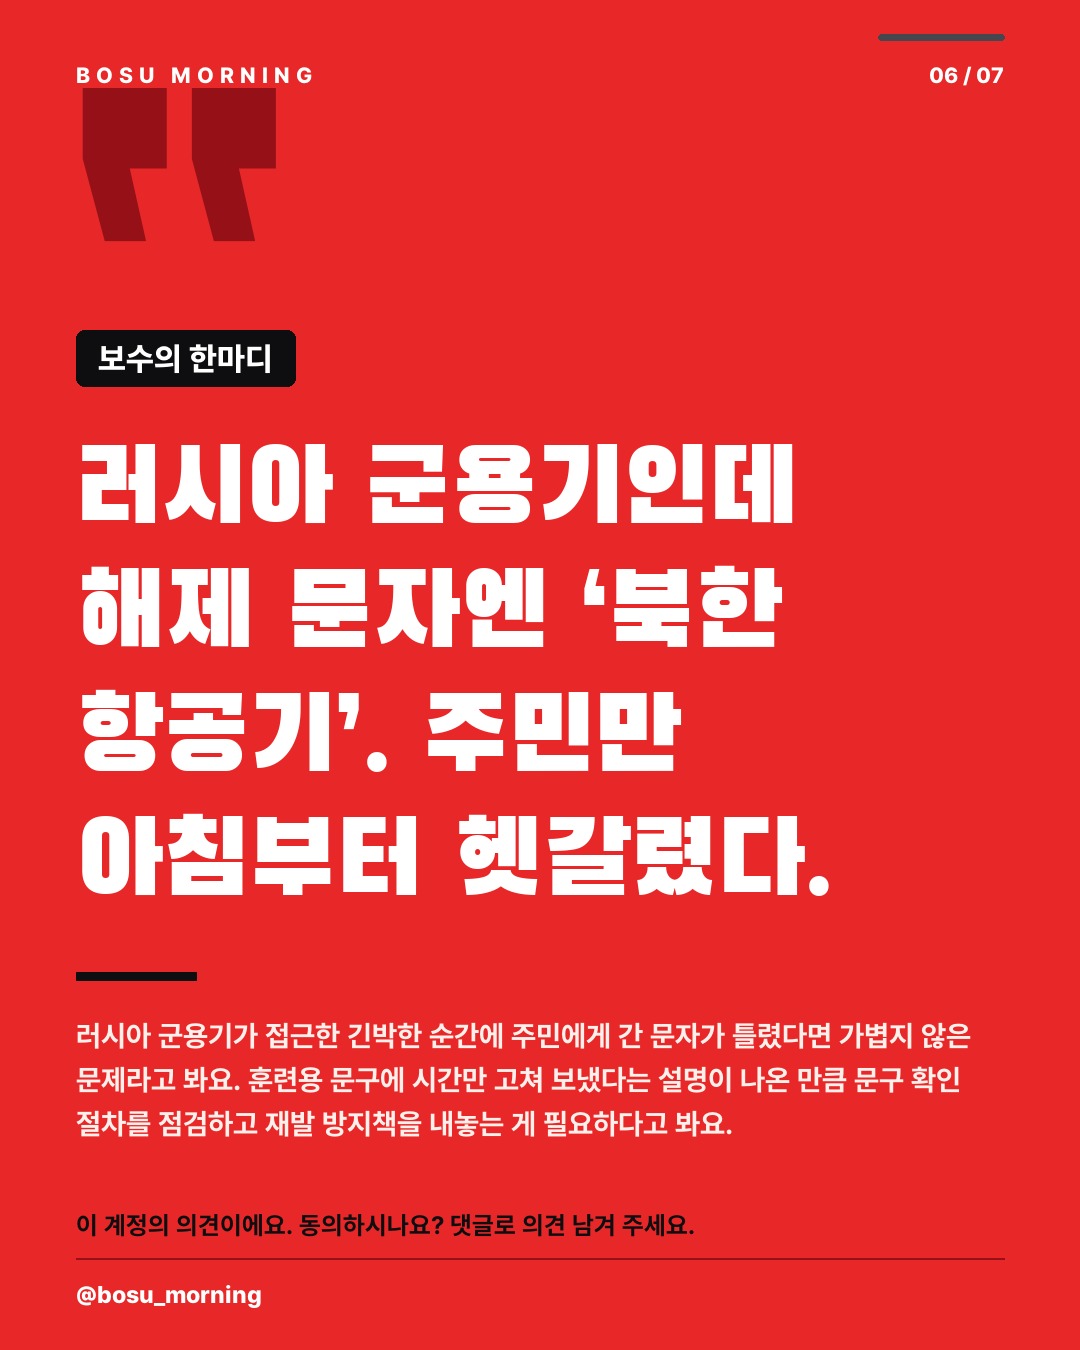 BOSU MORNING
06 / 07
보수의 한마디
러시아 군용기인데
해제 문자엔 ‘북한
항공기’. 주민만
아침부터 헷갈렸다.
러시아 군용기가 접근한 긴박한 순간에 주민에게 간 문자가 틀렸다면 가볍지 않은
문제라고 봐요. 훈련용 문구에 시간만 고쳐 보냈다는 설명이 나온 만큼 문구 확인
절차를 점검하고 재발 방지책을 내놓는 게 필요하다고 봐요.
이 계정의 의견이에요. 동의하시나요? 댓글로 의견 남겨 주세요.
@bosu_morning